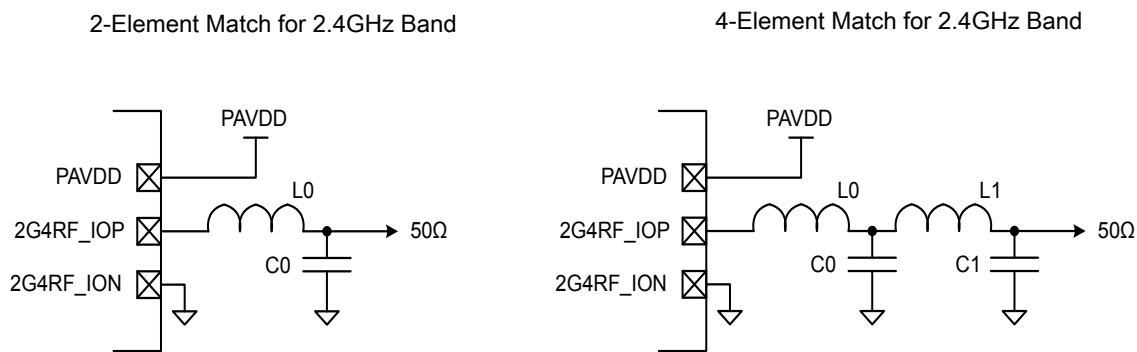 2-Element Match for 2.4GHz Band
PAVDD
PAVDD
L0
2G4RF_IOP
50Ω
C0
2G4RF_ION
4-Element Match for 2.4GHz Band
PAVDD
PAVDD
L0
L1
2G4RF_IOP
50Ω
C0
C1
2G4RF_ION